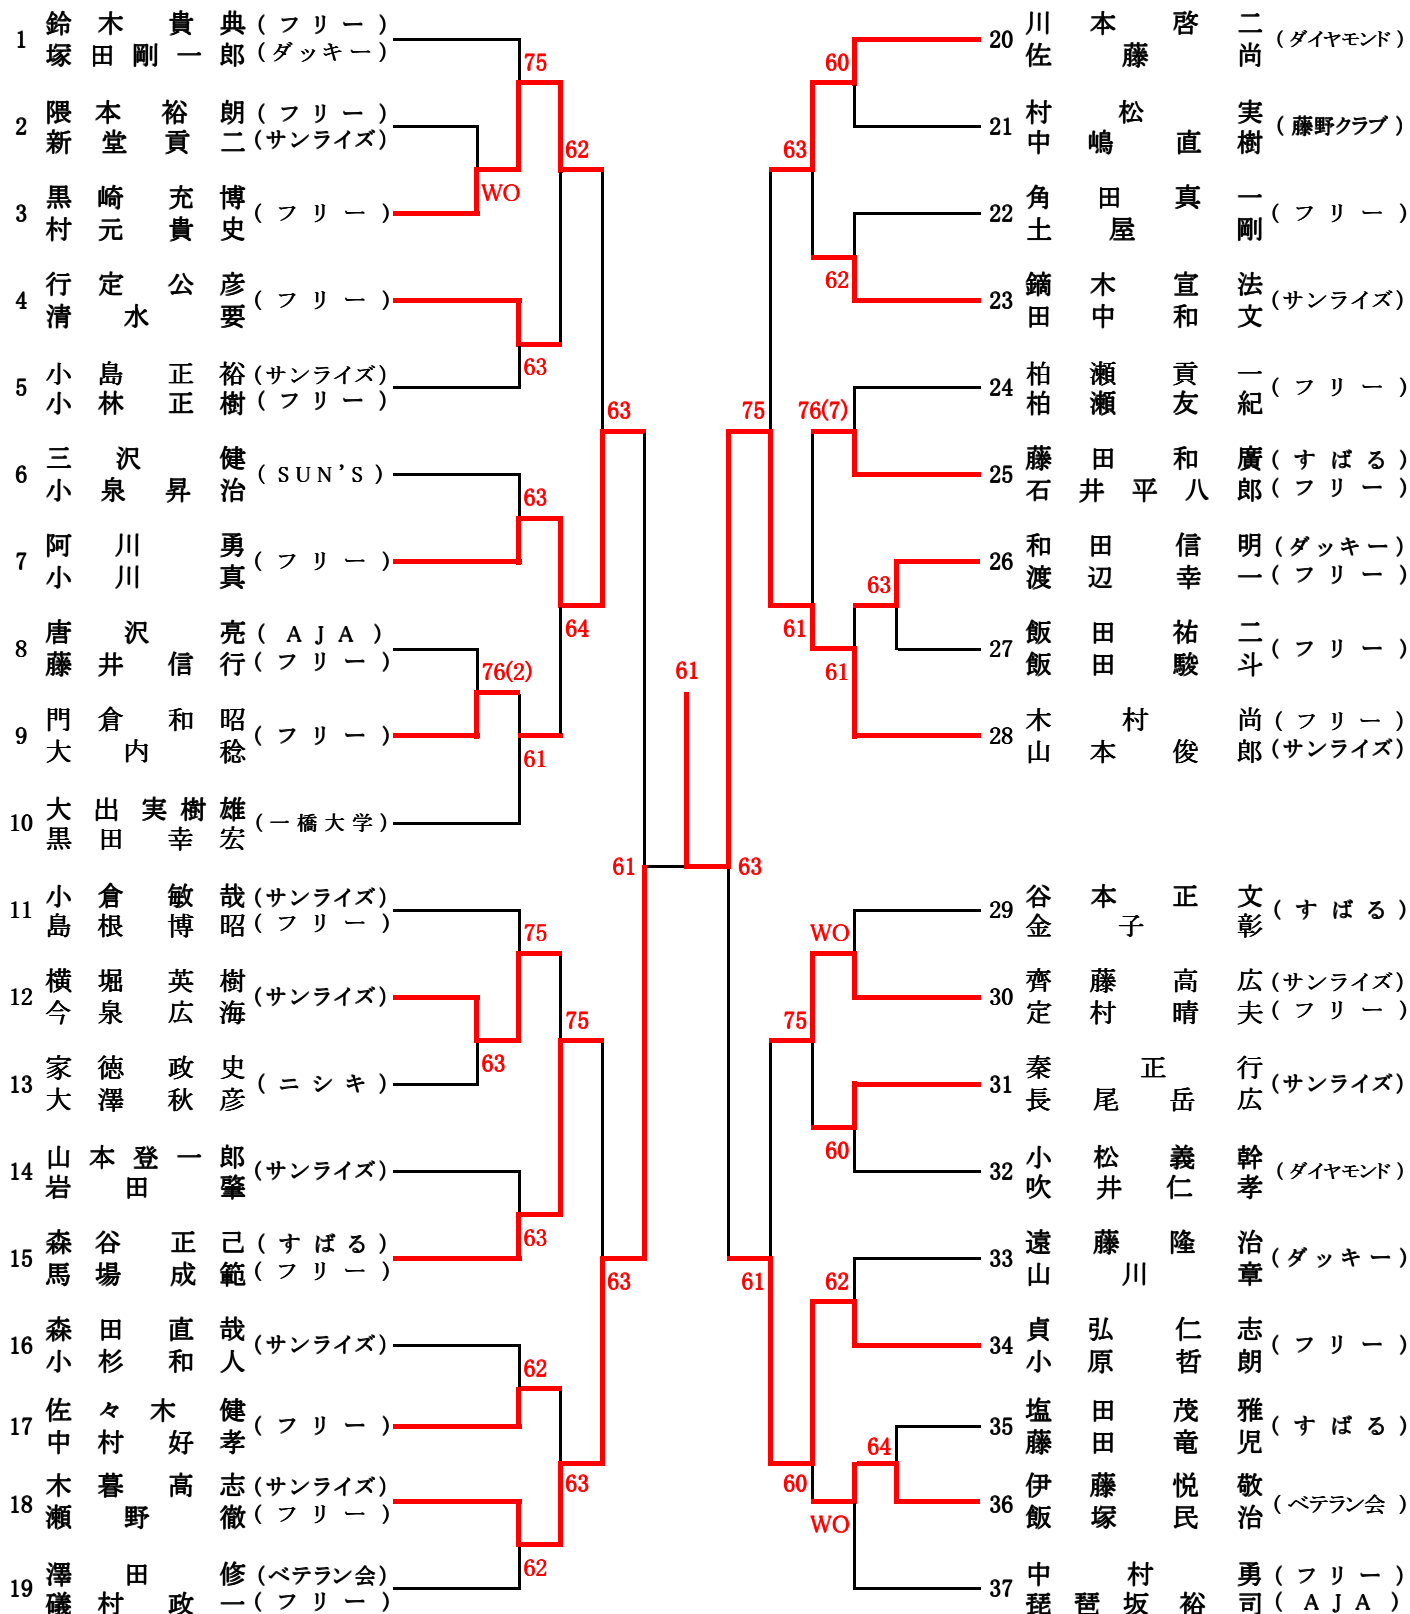 1 鈴木貴典 (フリー)
塚田剛一郎 (ダッキー)
2 隈本裕朗 (フリー)
新堂貢二 (サンライズ)
3 黒崎充博 (フリー)
村元貴史
4 行定公彦 (フリー)
清水要
5 小島正裕 (サンライズ)
小林正樹 (フリー)
6 三沢健 (SUN'S)
小泉昇治
7 阿川勇 (フリー)
小川真
8 唐沢亮 (AJA)
藤井信行 (フリー)
9 門倉和昭 (フリー)
大内稔
10 大出実樹雄 (一橋大学)
黒田幸宏
11 小倉敏哉 (サンライズ)
島根博昭 (フリー)
12 横堀英樹 (サンライズ)
今泉広海
13 家徳政史 (ニシキ)
大澤秋彦
14 山本登一郎 (サンライズ)
岩田肇
15 森谷正己 (すばる)
馬場成範 (フリー)
16 森田直哉 (サンライズ)
小杉和人
17 佐々木健 (フリー)
中村好孝
18 木暮高志 (サンライズ)
瀬野徹 (フリー)
19 澤田修 (ベテラン会)
磯村政一 (フリー)
75
WO
62
63
63
63
64
76(2)
61
61
75
63
75
63
63
62
63
62
61
63
60
63
62
75
76(7)
63
61
61
WO
75
60
62
61
64
60
WO
20 川本啓二 (ダイヤモンド)
佐藤尚
21 村松実 (藤野クラブ)
中嶋直樹
22 角田真一 (フリー)
土屋剛
23 鏑木宣法 (サンライズ)
田中和文
24 柏瀬貢一 (フリー)
柏瀬友紀
25 藤田和廣 (すばる)
石井平八郎 (フリー)
26 和田信明 (ダッキー)
渡辺幸一 (フリー)
27 飯田祐二 (フリー)
飯田駿斗
28 木村尚 (フリー)
山本俊郎 (サンライズ)
29 谷本正文 (すばる)
金子彰
30 齊藤高広 (サンライズ)
定村晴夫 (フリー)
31 秦正行 (サンライズ)
長尾岳広
32 小松義幹 (ダイヤモンド)
吹井仁孝
33 遠藤隆治 (ダッキー)
山川章
34 貞弘仁志 (フリー)
小原哲朗
35 塩田茂雅 (すばる)
藤田竜児
36 伊藤悦敬 (ベテラン会)
飯塚民治
37 中村勇 (フリー)
琵琶坂裕司 (AJA)